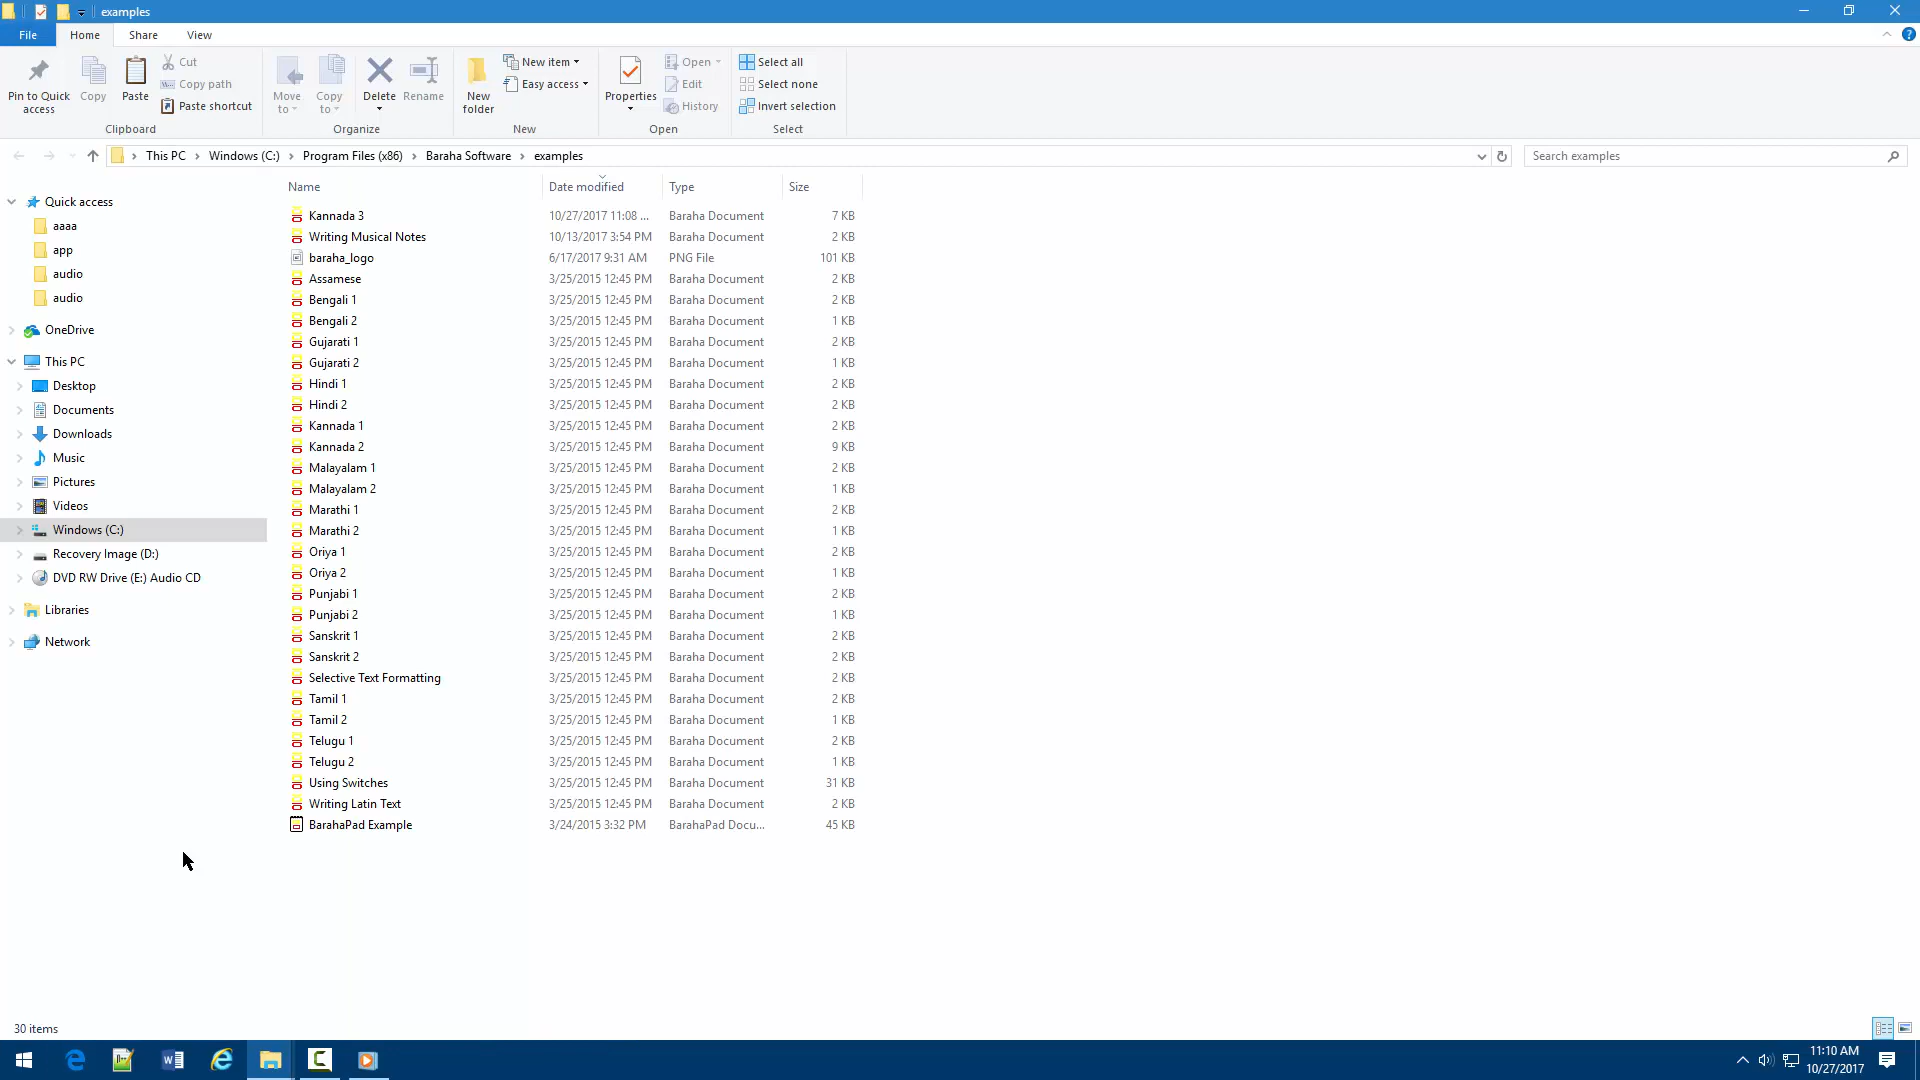 examples
File Home Share View
Pin to Quick access
Copy
Paste
Cut
Copy path
Paste shortcut
Clipboard
Move to
Copy to
Delete
Rename
Organize
New folder
New item
Easy access
New
Properties
Open
Edit
History
Open
Select all
Select none
Invert selection
Select
This PC > Windows (C:) > Program Files (x86) > Baraha Software > examples
Search examples
Quick access
aaaa
app
audio
audio
OneDrive
This PC
Desktop
Documents
Downloads
Music
Pictures
Videos
Windows (C:)
Recovery Image (D:)
DVD RW Drive (E:) Audio CD
Libraries
Network
Name Date modified Type Size
Kannada 3 10/27/2017 11:08 ... Baraha Document 7 KB
Writing Musical Notes 10/13/2017 3:54 PM Baraha Document 2 KB
baraha_logo 6/17/2017 9:31 AM PNG File 101 KB
Assamese 3/25/2015 12:45 PM Baraha Document 2 KB
Bengali 1 3/25/2015 12:45 PM Baraha Document 2 KB
Bengali 2 3/25/2015 12:45 PM Baraha Document 1 KB
Gujarati 1 3/25/2015 12:45 PM Baraha Document 2 KB
Gujarati 2 3/25/2015 12:45 PM Baraha Document 1 KB
Hindi 1 3/25/2015 12:45 PM Baraha Document 2 KB
Hindi 2 3/25/2015 12:45 PM Baraha Document 2 KB
Kannada 1 3/25/2015 12:45 PM Baraha Document 2 KB
Kannada 2 3/25/2015 12:45 PM Baraha Document 9 KB
Malayalam 1 3/25/2015 12:45 PM Baraha Document 2 KB
Malayalam 2 3/25/2015 12:45 PM Baraha Document 1 KB
Marathi 1 3/25/2015 12:45 PM Baraha Document 2 KB
Marathi 2 3/25/2015 12:45 PM Baraha Document 1 KB
Oriya 1 3/25/2015 12:45 PM Baraha Document 2 KB
Oriya 2 3/25/2015 12:45 PM Baraha Document 1 KB
Punjabi 1 3/25/2015 12:45 PM Baraha Document 2 KB
Punjabi 2 3/25/2015 12:45 PM Baraha Document 1 KB
Sanskrit 1 3/25/2015 12:45 PM Baraha Document 2 KB
Sanskrit 2 3/25/2015 12:45 PM Baraha Document 2 KB
Selective Text Formatting 3/25/2015 12:45 PM Baraha Document 2 KB
Tamil 1 3/25/2015 12:45 PM Baraha Document 2 KB
Tamil 2 3/25/2015 12:45 PM Baraha Document 1 KB
Telugu 1 3/25/2015 12:45 PM Baraha Document 2 KB
Telugu 2 3/25/2015 12:45 PM Baraha Document 1 KB
Using Switches 3/25/2015 12:45 PM Baraha Document 31 KB
Writing Latin Text 3/25/2015 12:45 PM Baraha Document 2 KB
BarahaPad Example 3/24/2015 3:32 PM BarahaPad Docu... 45 KB
30 items
11:10 AM
10/27/2017